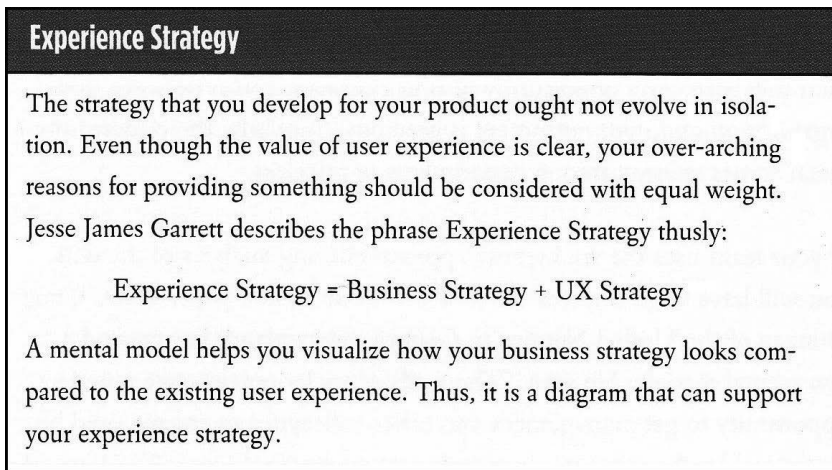 Experience Strategy
The strategy that you develop for your product ought not evolve in isola-
tion. Even though the value of user experience is clear, your over-arching
reasons for providing something should be considered with equal weight.
Jesse James Garrett describes the phrase Experience Strategy thusly:
Experience Strategy = Business Strategy + UX Strategy
A mental model helps you visualize how your business strategy looks com-
pared to the existing user experience. Thus, it is a diagram that can support
your experience strategy.